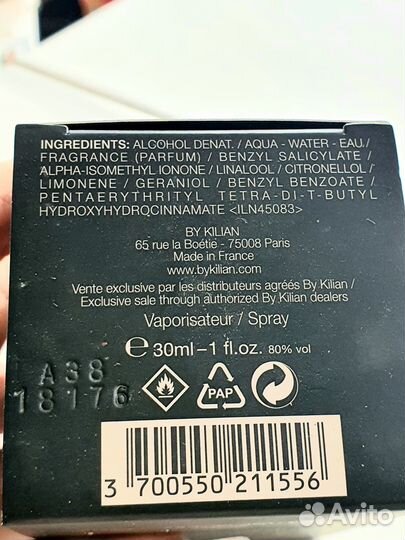 INGREDIENTS: ALCOHOL DENAT. / AQUA - WATER - EAU /
FRAGRANCE (PARFUM) / BENZYL SALICYLATE /
ALPHA-ISOMETHYL IONONE / LINALOOL / CITRONELLOL /
LIMONENE / GERANIOL / BENZYL BENZOATE /
PENTAERYTHRITYL TETRA-DI-T-BUTYL
HYDROXYHYDROCINNAMATE <ILN45083>
BY KILIAN
65 rue la Boétie - 75008 Paris
Made in France
www.bykilian.com
Vente exclusive par les distributeurs agréés By Kilian /
Exclusive sale through authorized By Kilian dealers
Vaporisateur / Spray
℮ 30ml - 1 fl.oz. 80% vol
A38
18176
PAP
3 700550 211556
Avito